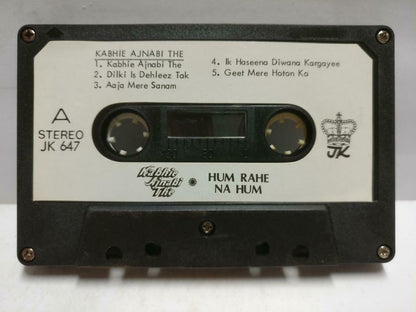 KABHIE AJNABI THE
1. Kabhie Ajnabi The
2. Dilki Is Dehleez Tak
3. Aaja Mere Sanam
4. Ik Haseena Diwana Kargayee
5. Geet Mere Hoton Ka
A
STEREO
JK 647
JK
Kabhie
Ajnabi
The
HUM RAHE
NA HUM